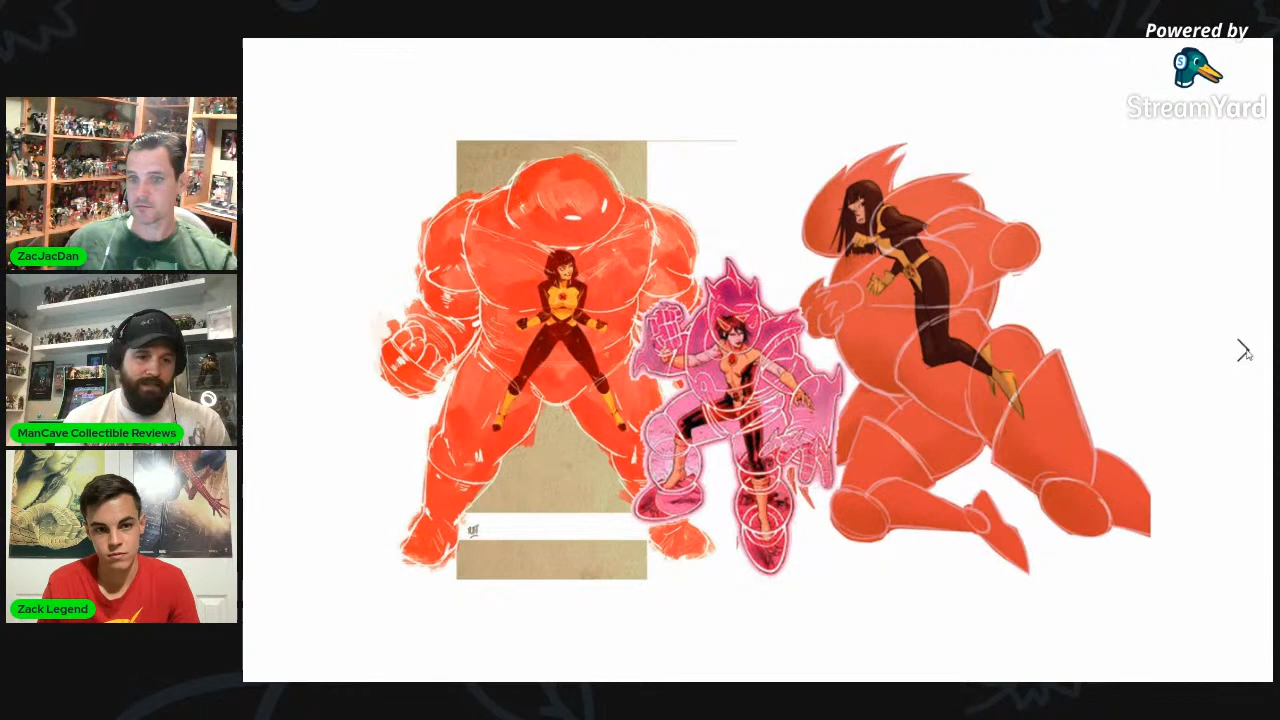 Powered by
S
StreamYard
ZacJacDan
ManCave Collectible Reviews
Zack Legend